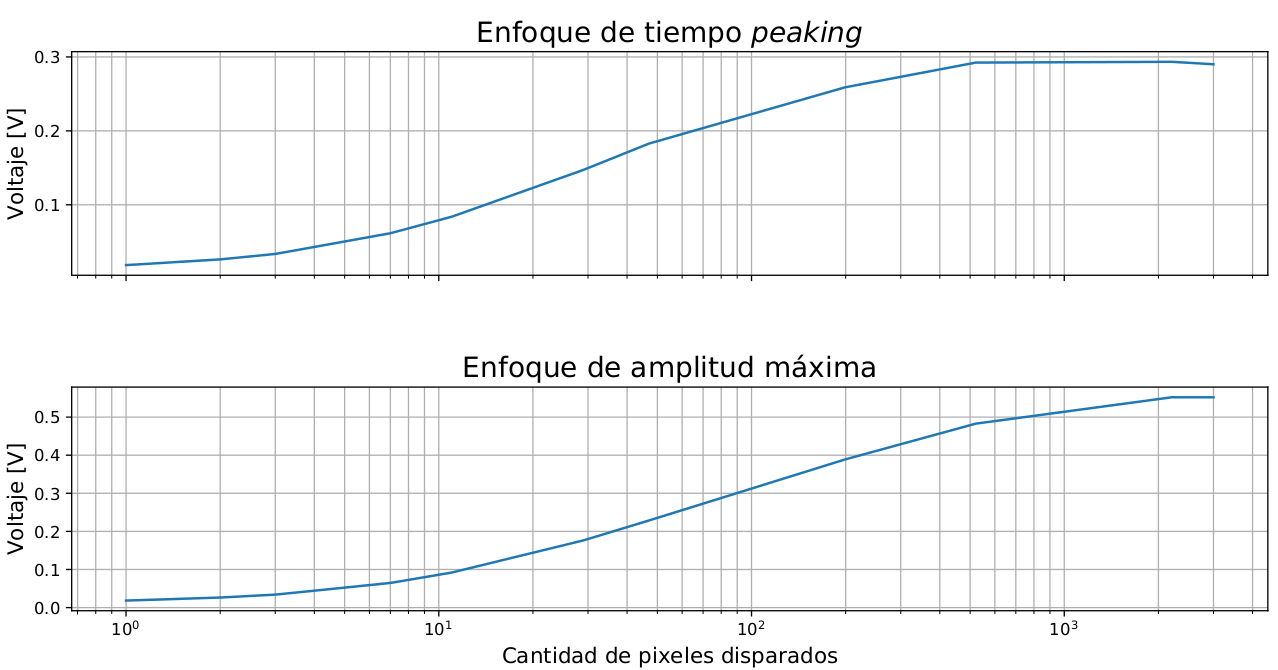 Enfoque de tiempo peaking
0.3
0.2
0.1
Voltaje [V]
Enfoque de amplitud máxima
0.5
0.4
0.3
0.2
0.1
0.0
Voltaje [V]
10⁰ 10¹ 10² 10³
Cantidad de pixeles disparados